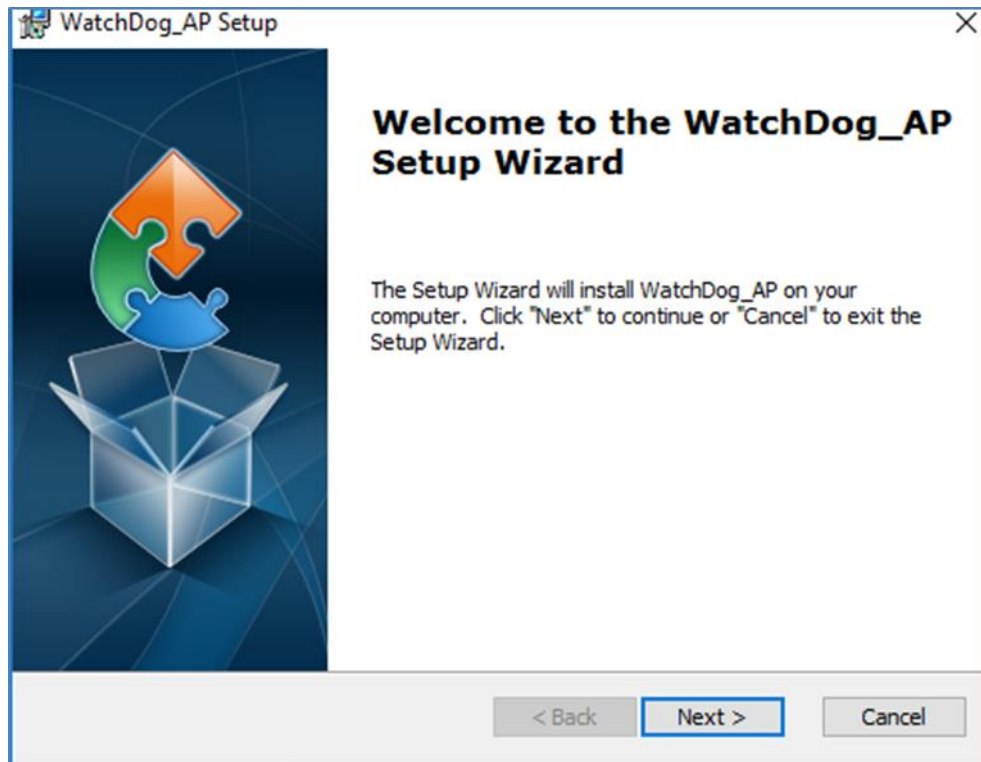 WatchDog_AP Setup
Welcome to the WatchDog_AP
Setup Wizard
The Setup Wizard will install WatchDog_AP on your
computer.  Click "Next" to continue or "Cancel" to exit the
Setup Wizard.
< Back
Next >
Cancel